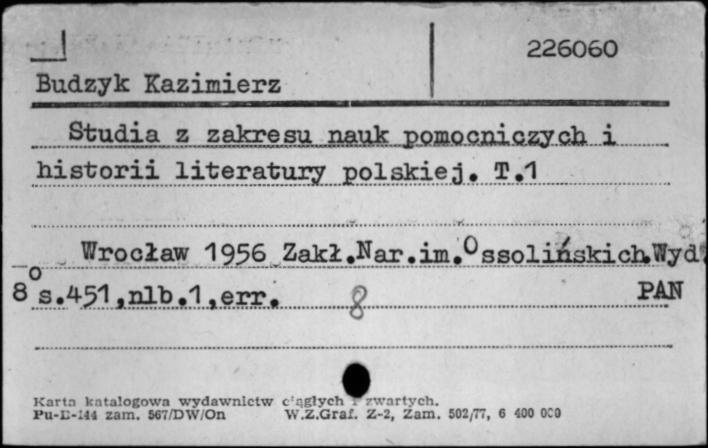 226060
Budzyk Kazimierz
Studia z zakresu nauk pomocniczych i
historii literatury polskiej. T.1
Wrocław 1956 Zakł.Nar.im.Ossolińskich.Wyd.
8° s.451,nlb.1,err. 8 PAN
Karta katalogowa wydawnictw ciągłych i zwartych.
Pu-K-144 zam. 567/DW/On W.Z.Graf. Z-2, Zam. 502/77, 6 400 000